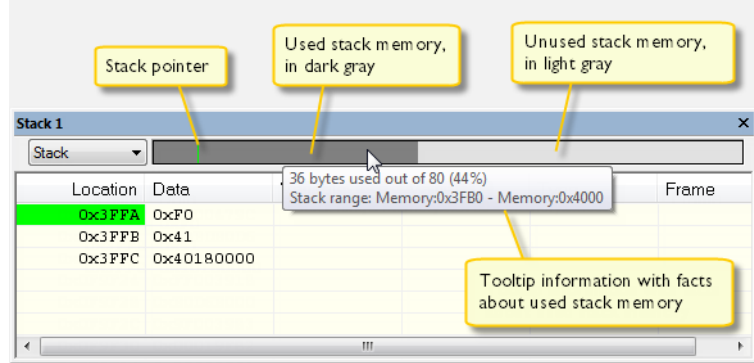 Used stack memory,
in dark gray
Unused stack memory,
in light gray
Stack pointer
Stack 1
Stack
36 bytes used out of 80 (44%)
Stack range: Memory:0x3FB0 - Memory:0x4000
Location Data Frame
0x3FFA 0xF0
0x3FFB 0x41
0x3FFC 0x40180000
Tooltip information with facts
about used stack memory